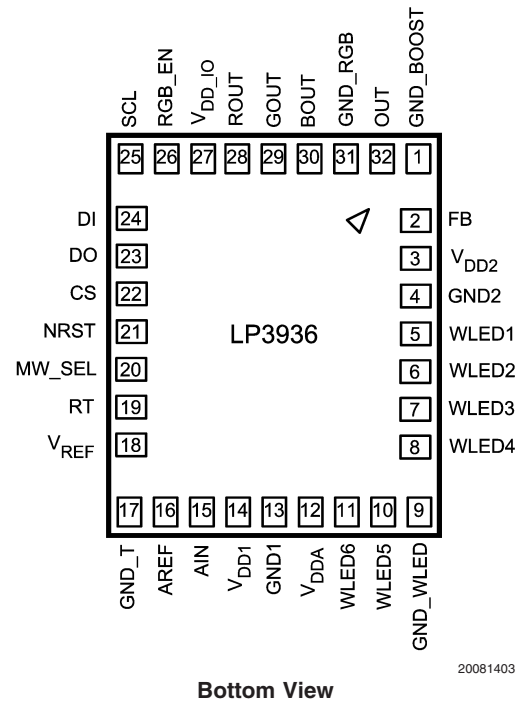 SCL RGB_EN VDD_IO ROUT GOUT BOUT GND_RGB OUT GND_BOOST
25 26 27 28 29 30 31 32 1
DI 24 2 FB
DO 23 3 VDD2
CS 22 4 GND2
NRST 21 LP3936 5 WLED1
MW_SEL 20 6 WLED2
RT 19 7 WLED3
VREF 18 8 WLED4
17 16 15 14 13 12 11 10 9
GND_T AREF AIN VDD1 GND1 VDDA WLED6 WLED5 GND_WLED
20081403
Bottom View